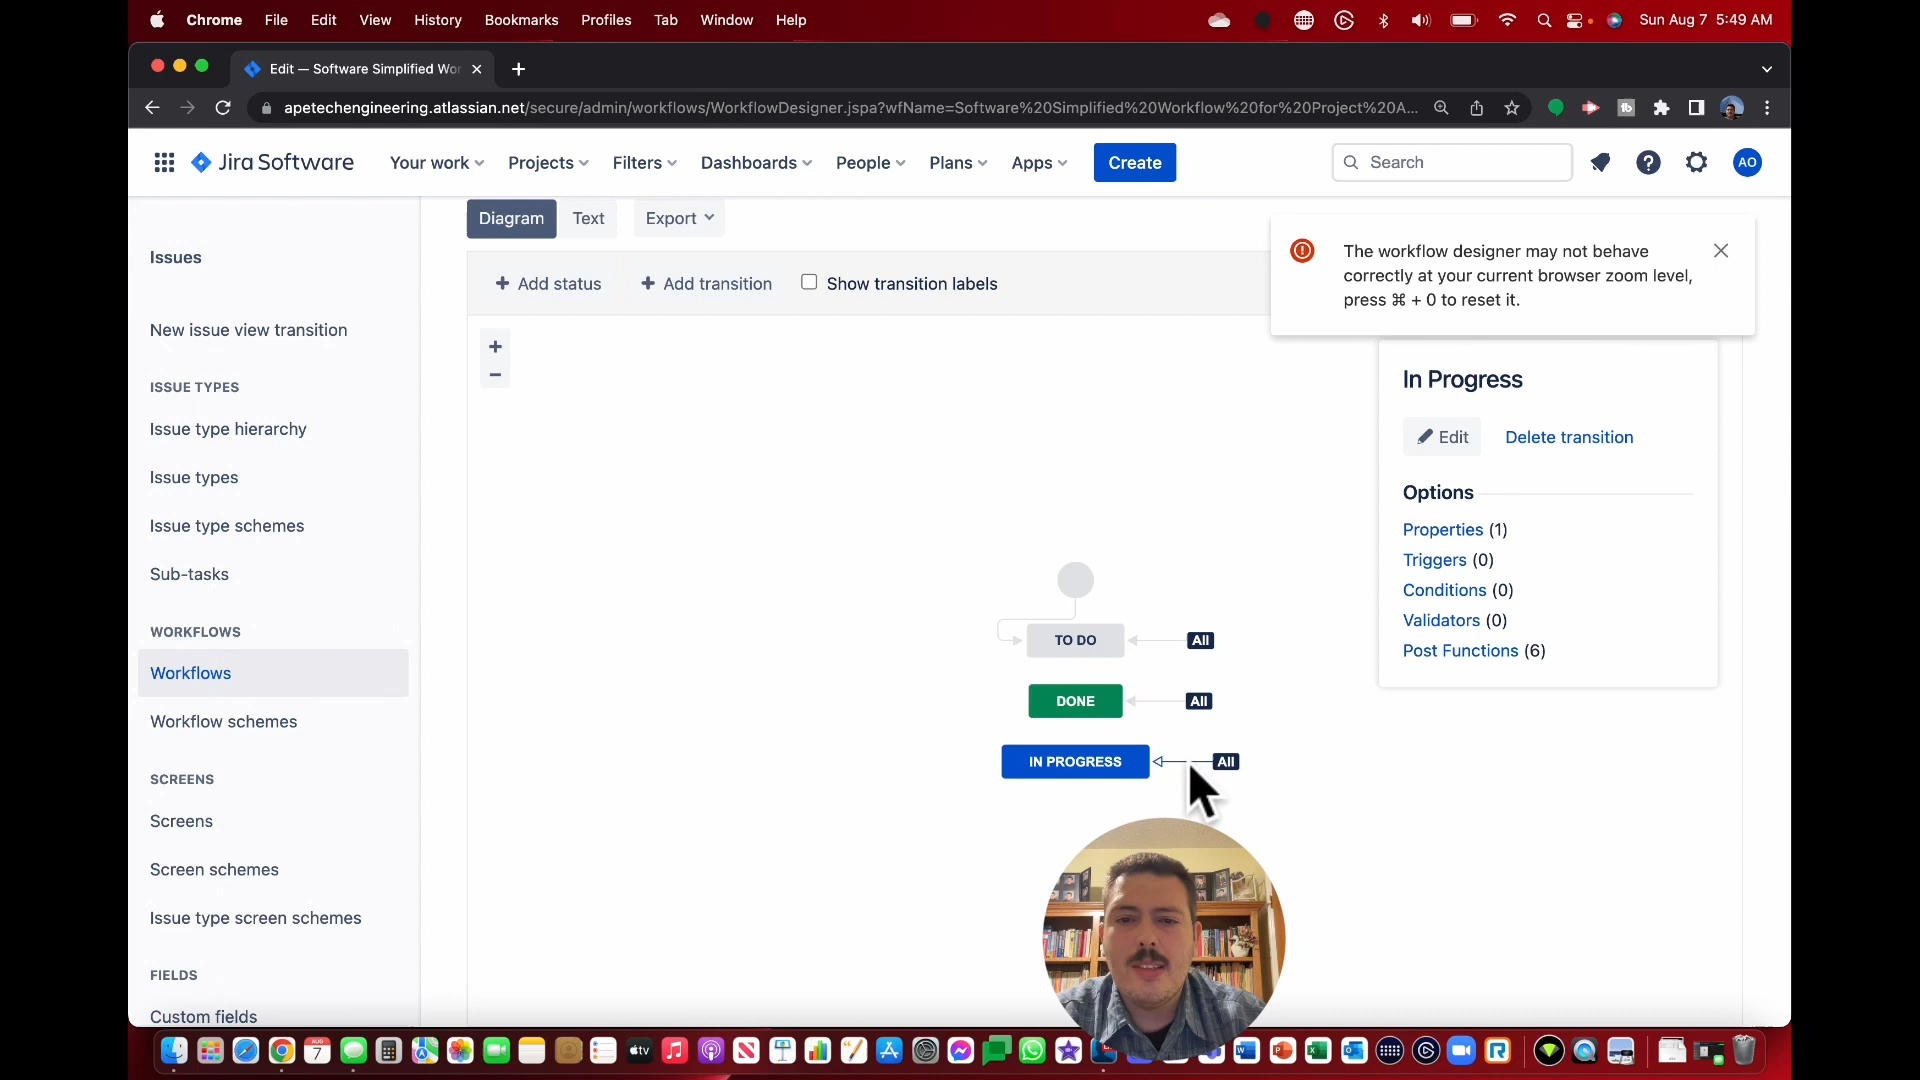 Chrome File Edit View History Bookmarks Profiles Tab Window Help Sun Aug 7 5:49 AM
Edit — Software Simplified Wor
apetechengineering.atlassian.net/secure/admin/workflows/WorkflowDesigner.jspa?wfName=Software%20Simplified%20Workflow%20for%20Project%20A...
Jira Software Your work Projects Filters Dashboards People Plans Apps Create Search AO
Diagram Text Export
The workflow designer may not behave
correctly at your current browser zoom level,
press ⌘ + 0 to reset it.
+ Add status + Add transition Show transition labels
+
−
Issues
New issue view transition
ISSUE TYPES
Issue type hierarchy
Issue types
Issue type schemes
Sub-tasks
WORKFLOWS
Workflows
Workflow schemes
SCREENS
Screens
Screen schemes
Issue type screen schemes
FIELDS
Custom fields
TO DO All
DONE All
IN PROGRESS All
In Progress
Edit Delete transition
Options
Properties (1)
Triggers (0)
Conditions (0)
Validators (0)
Post Functions (6)
AUG
7
tv